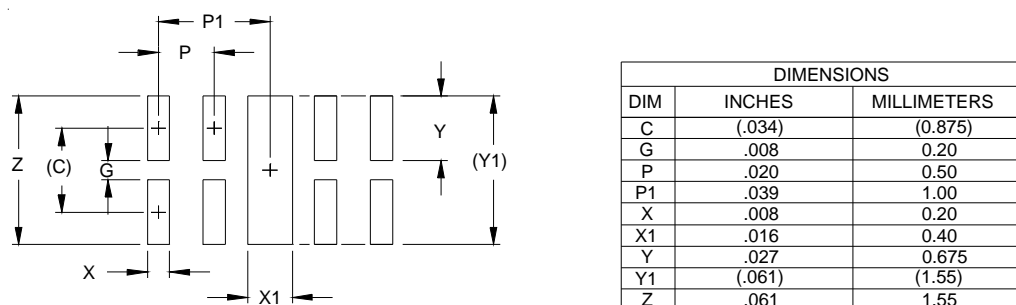 P1
P
Z
(C)
G
Y
(Y1)
X
X1
DIMENSIONS
DIM INCHES MILLIMETERS
C (.034) (0.875)
G .008 0.20
P .020 0.50
P1 .039 1.00
X .008 0.20
X1 .016 0.40
Y .027 0.675
Y1 (.061) (1.55)
Z .061 1.55